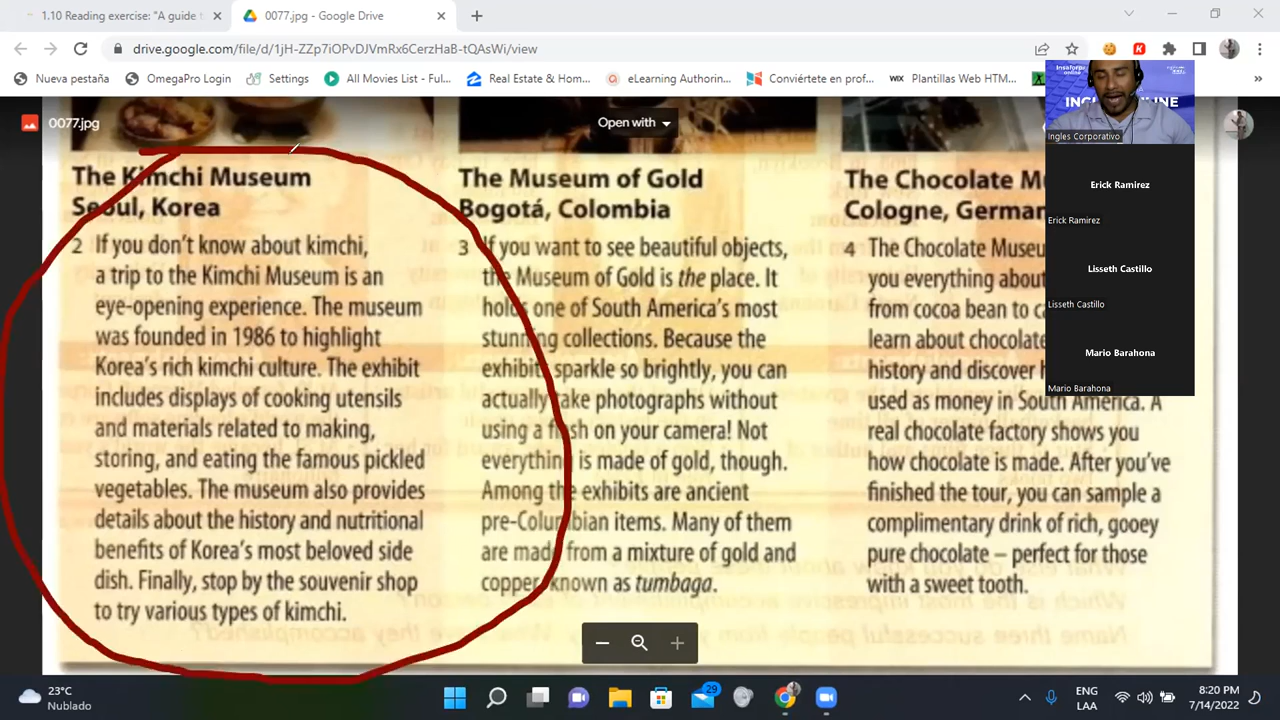 1.10 Reading exercise: "A guide t
0077.jpg - Google Drive
drive.google.com/file/d/1jH-ZZp7iOPvDJVmRx6CerzHaB-tQAsWi/view
Nueva pestaña
OmegaPro Login
Settings
All Movies List - Ful...
Real Estate & Hom...
eLearning Authorin...
Conviértete en prof...
WIX Plantillas Web HTM...
0077.jpg
Open with
Ingles Corporativo
Erick Ramirez
Erick Ramirez
Lisseth Castillo
Lisseth Castillo
Mario Barahona
Mario Barahona
The Kimchi Museum
Seoul, Korea
2 If you don't know about kimchi,
a trip to the Kimchi Museum is an
eye-opening experience. The museum
was founded in 1986 to highlight
Korea's rich kimchi culture. The exhibit
includes displays of cooking utensils
and materials related to making,
storing, and eating the famous pickled
vegetables. The museum also provides
details about the history and nutritional
benefits of Korea's most beloved side
dish. Finally, stop by the souvenir shop
to try various types of kimchi.
The Museum of Gold
Bogotá, Colombia
3 If you want to see beautiful objects,
the Museum of Gold is the place. It
holds one of South America's most
stunning collections. Because the
exhibits sparkle so brightly, you can
actually take photographs without
using a flash on your camera! Not
everything is made of gold, though.
Among the exhibits are ancient
pre-Columbian items. Many of them
are made from a mixture of gold and
copper, known as tumbaga.
The Chocolate M
Cologne, German
4 The Chocolate Museu
you everything about
from cocoa bean to ca
learn about chocolate
history and discover h
used as money in South America. A
real chocolate factory shows you
how chocolate is made. After you've
finished the tour, you can sample a
complimentary drink of rich, gooey
pure chocolate – perfect for those
with a sweet tooth.
23°C
Nublado
29
ENG
LAA
8:20 PM
7/14/2022